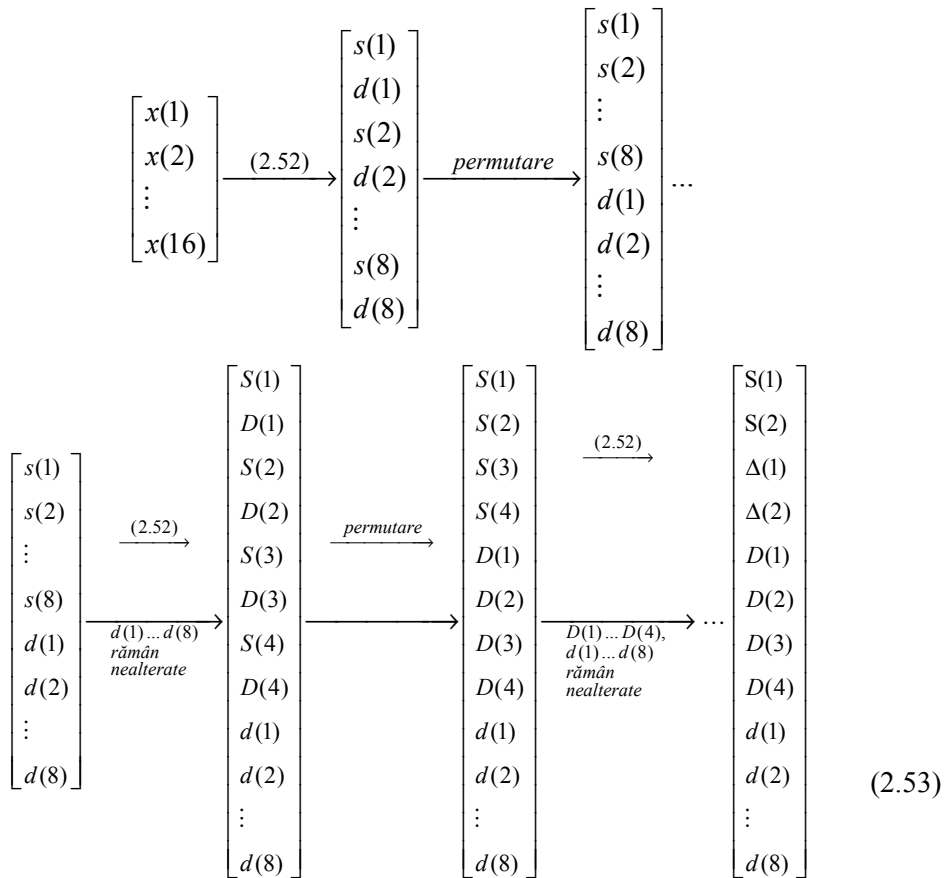 x(1)
x(2)
⋮
x(16)
(2.52)
s(1)
d(1)
s(2)
d(2)
⋮
s(8)
d(8)
permutare
s(1)
s(2)
⋮
s(8)
d(1)
d(2)
⋮
d(8)
...
s(1)
s(2)
⋮
s(8)
d(1)
d(2)
⋮
d(8)
(2.52)
d(1)...d(8)
rămân
nealterate
S(1)
D(1)
S(2)
D(2)
S(3)
D(3)
S(4)
D(4)
d(1)
d(2)
⋮
d(8)
permutare
S(1)
S(2)
S(3)
S(4)
D(1)
D(2)
D(3)
D(4)
d(1)
d(2)
⋮
d(8)
(2.52)
D(1)...D(4),
d(1)...d(8)
rămân
nealterate
...
S(1)
S(2)
Δ(1)
Δ(2)
D(1)
D(2)
D(3)
D(4)
d(1)
d(2)
⋮
d(8)
(2.53)